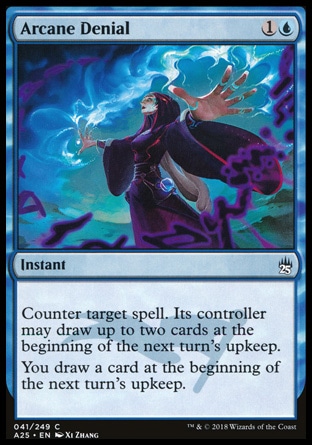 Arcane Denial 1
Instant
Counter target spell. Its controller
may draw up to two cards at the
beginning of the next turn's upkeep.
You draw a card at the beginning of
the next turn's upkeep.
25
041/249 C
A25 • EN Xi Zhang
™ & © 2018 Wizards of the Coast